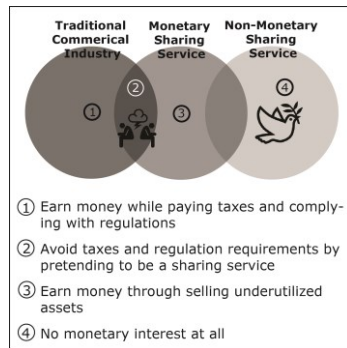 Traditional Commerical Industry
Monetary Sharing Service
Non-Monetary Sharing Service
1
2
3
4
1 Earn money while paying taxes and comply-
ing with regulations
2 Avoid taxes and regulation requirements by
pretending to be a sharing service
3 Earn money through selling underutilized
assets
4 No monetary interest at all